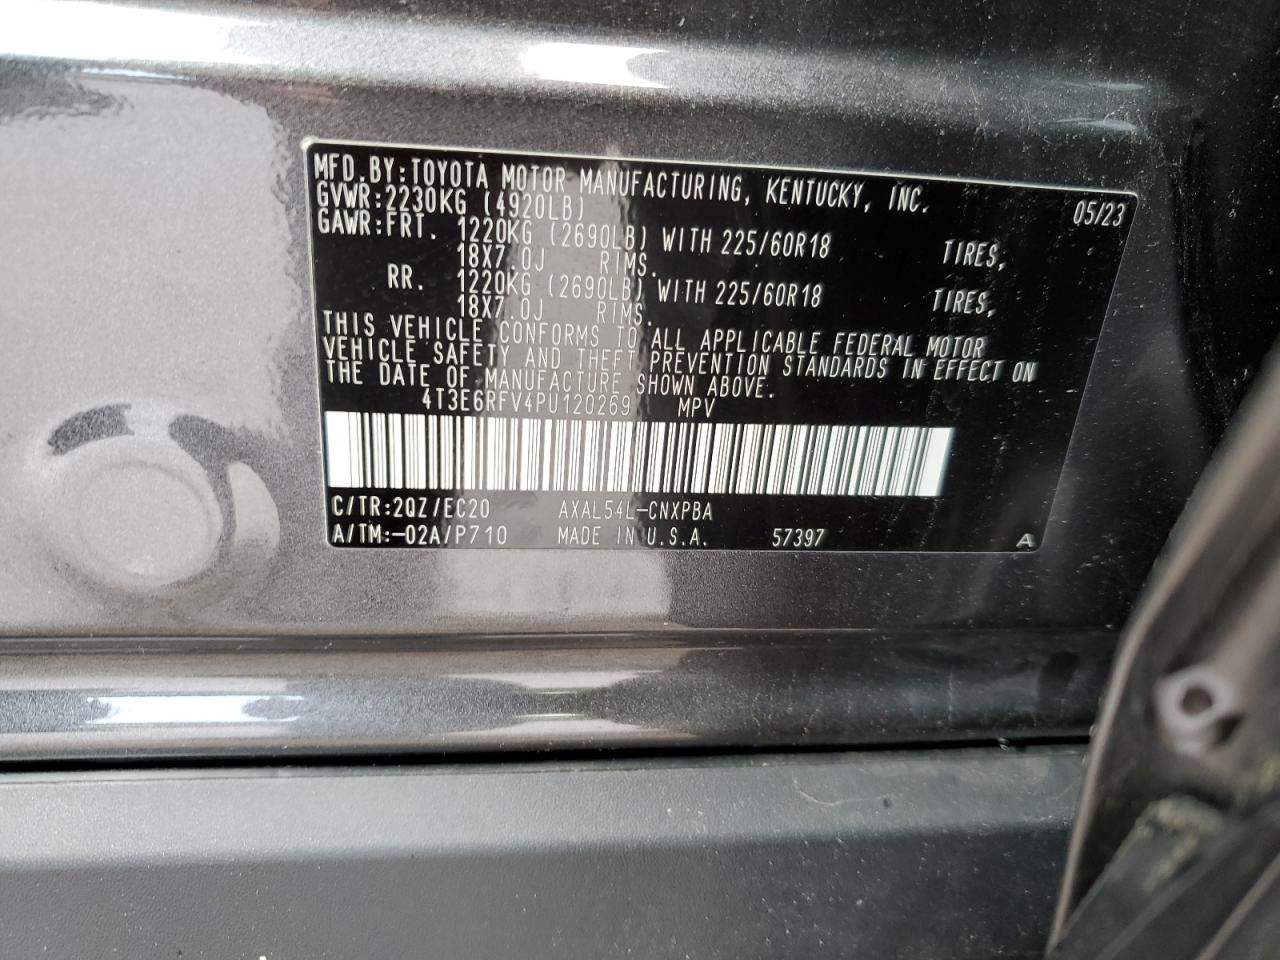 MFD.BY:TOYOTA MOTOR MANUFACTURING, KENTUCKY, INC. 05/23
GVWR:2230KG (4920LB)
GAWR:FRT. 1220KG (2690LB) WITH 225/60R18 TIRES,
18X7.0J RIMS.
RR. 1220KG (2690LB) WITH 225/60R18 TIRES,
18X7.0J RIMS.
THIS VEHICLE CONFORMS TO ALL APPLICABLE FEDERAL MOTOR
VEHICLE SAFETY AND THEFT PREVENTION STANDARDS IN EFFECT ON
THE DATE OF MANUFACTURE SHOWN ABOVE.
4T3E6RFV4PU120269 MPV
C/TR:2QZ/EC20 AXAL54L-CNXPBA
A/TM:-02A/P710 MADE IN U.S.A. 57397 A